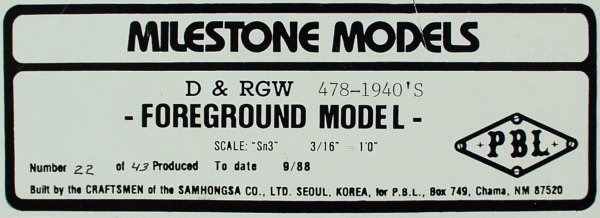 MILESTONE MODELS
D & RGW 478-1940'S
- FOREGROUND MODEL -
SCALE: "Sn3" 3/16" = 1'0"
PBL
Number 22 of 43 Produced To date 9/88
Built by the CRAFTSMEN of the SAMHONGSA CO., LTD. SEOUL, KOREA, for P.B.L., Box 749, Chama, NM 87520